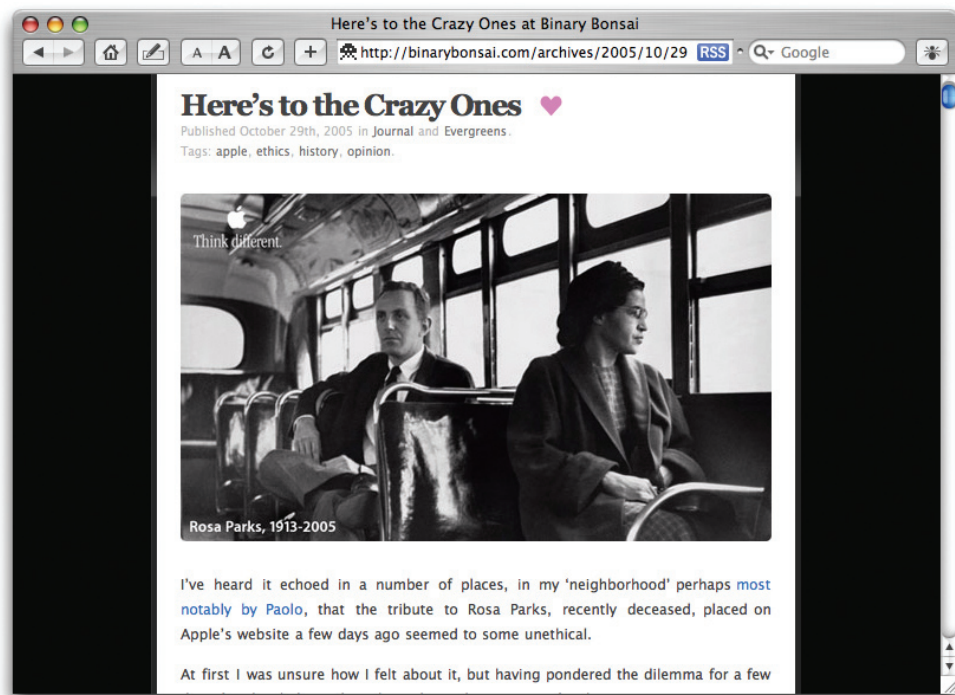 Here's to the Crazy Ones at Binary Bonsai
A A + http://binarybonsai.com/archives/2005/10/29 RSS Google
Here's to the Crazy Ones
Published October 29th, 2005 in Journal and Evergreens.
Tags: apple, ethics, history, opinion.
Think different.
Rosa Parks, 1913-2005
I've heard it echoed in a number of places, in my 'neighborhood' perhaps most
notably by Paolo, that the tribute to Rosa Parks, recently deceased, placed on
Apple's website a few days ago seemed to some unethical.
At first I was unsure how I felt about it, but having pondered the dilemma for a few